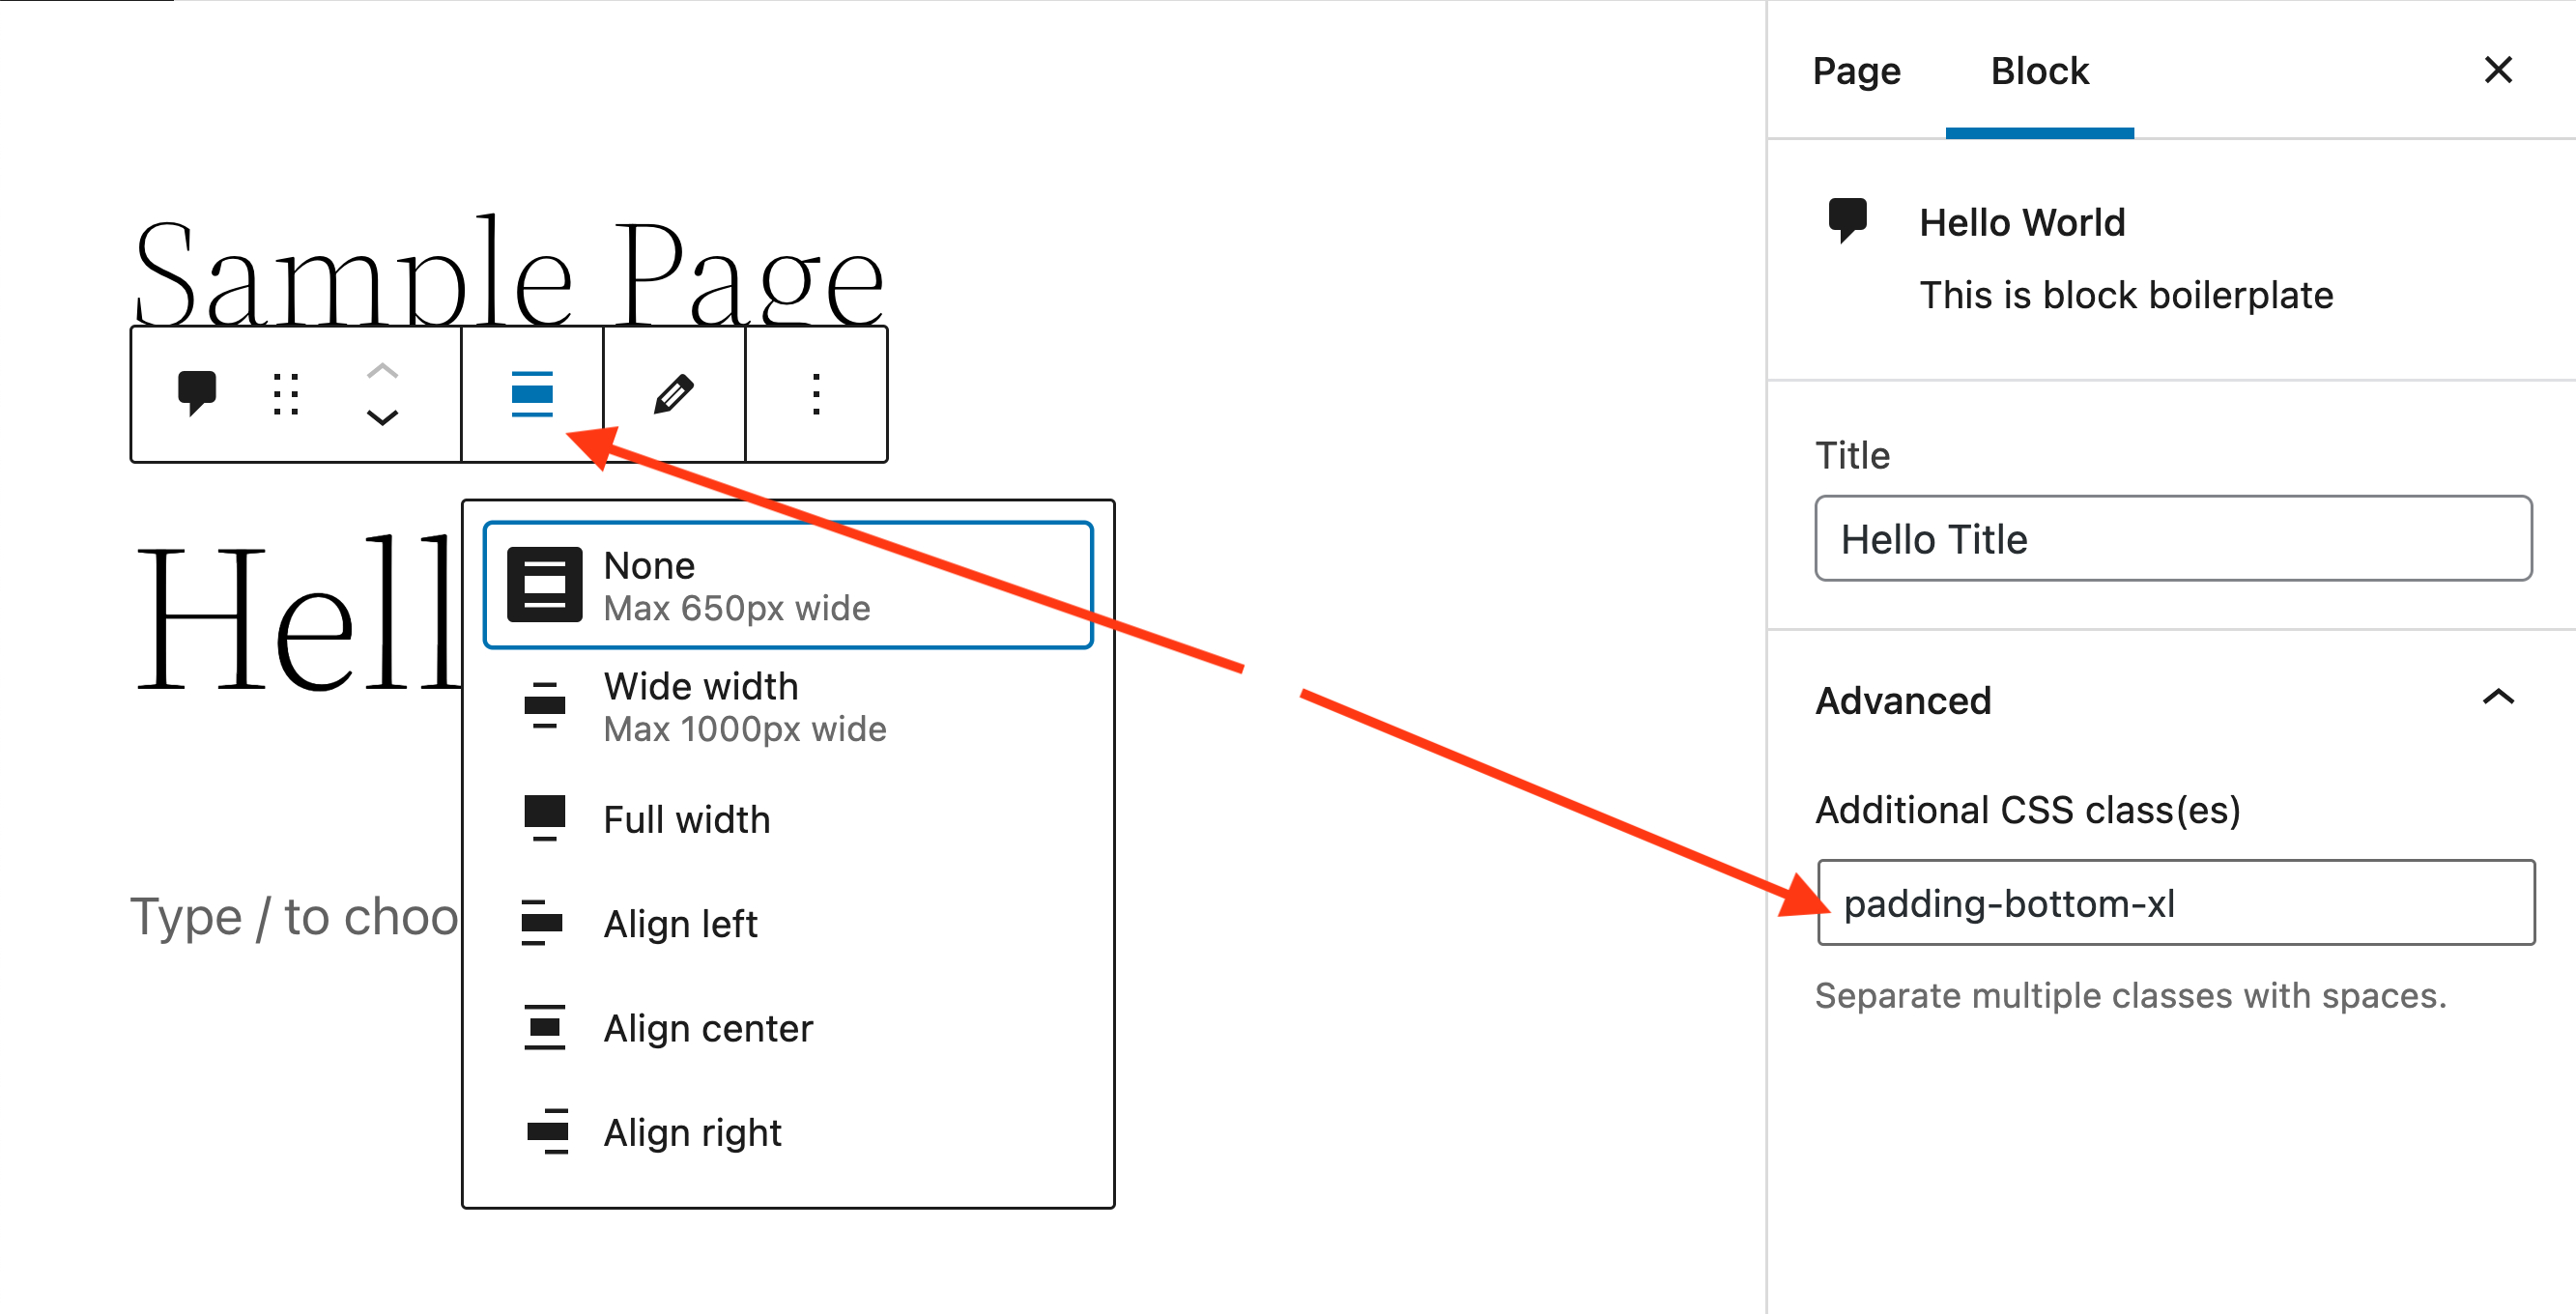 Sample Page
Hell
None
Max 650px wide
Wide width
Max 1000px wide
Full width
Align left
Align center
Align right
Type / to choo
Page
Block
Hello World
This is block boilerplate
Title
Hello Title
Advanced
Additional CSS class(es)
padding-bottom-xl
Separate multiple classes with spaces.